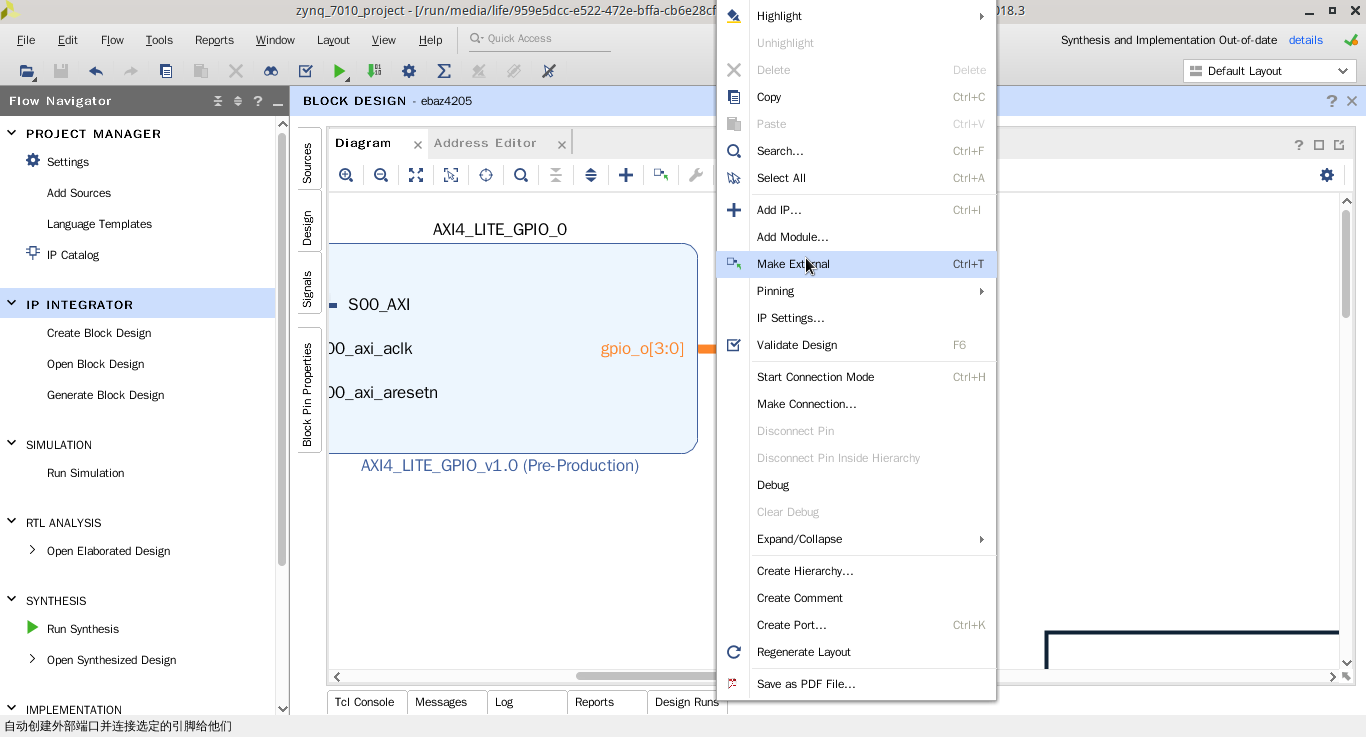 zynq_7010_project - [/run/media/life/959e5dcc-e522-472e-bffa-cb6e28cf
018.3
File Edit Flow Tools Reports Window Layout View Help Quick Access
Synthesis and Implementation Out-of-date details
Default Layout
Flow Navigator
BLOCK DESIGN - ebaz4205
PROJECT MANAGER
Settings
Add Sources
Language Templates
IP Catalog
IP INTEGRATOR
Create Block Design
Open Block Design
Generate Block Design
SIMULATION
Run Simulation
RTL ANALYSIS
Open Elaborated Design
SYNTHESIS
Run Synthesis
Open Synthesized Design
IMPLEMENTATION
Sources
Design
Signals
Block Pin Properties
Diagram Address Editor
AXI4_LITE_GPIO_0
S00_AXI
00_axi_aclk
gpio_o[3:0]
00_axi_aresetn
AXI4_LITE_GPIO_v1.0 (Pre-Production)
Highlight
Unhighlight
Delete Delete
Copy Ctrl+C
Paste Ctrl+V
Search... Ctrl+F
Select All Ctrl+A
Add IP... Ctrl+I
Add Module...
Make External Ctrl+T
Pinning
IP Settings...
Validate Design F6
Start Connection Mode Ctrl+H
Make Connection...
Disconnect Pin
Disconnect Pin Inside Hierarchy
Debug
Clear Debug
Expand/Collapse
Create Hierarchy...
Create Comment
Create Port... Ctrl+K
Regenerate Layout
Save as PDF File...
Tcl Console Messages Log Reports Design Runs
自动创建外部端口并连接选定的引脚给他们